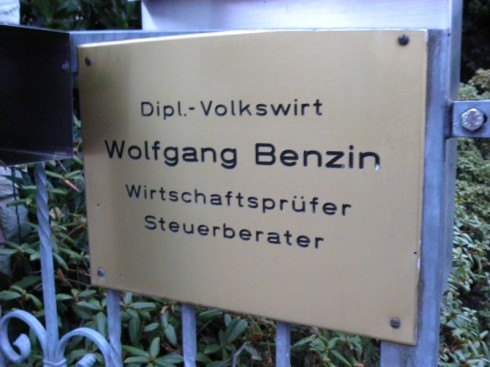 Dipl.-Volkswirt
Wolfgang Benzin
Wirtschaftsprüfer
Steuerberater